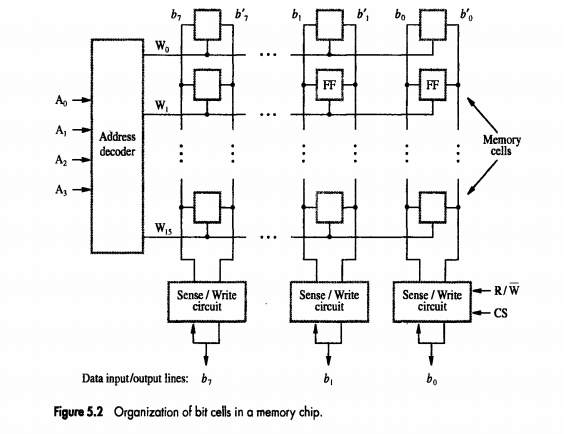 b7 b'7 b1 b'1 b0 b'0
W0
...
FF FF
A0
W1
...
A1
Address
decoder
Memory
cells
A2
A3
W15
...
Sense / Write
circuit
Sense / Write
circuit
Sense / Write
circuit
R / W̅
CS
Data input/output lines: b7 b1 b0
Figure 5.2 Organization of bit cells in a memory chip.